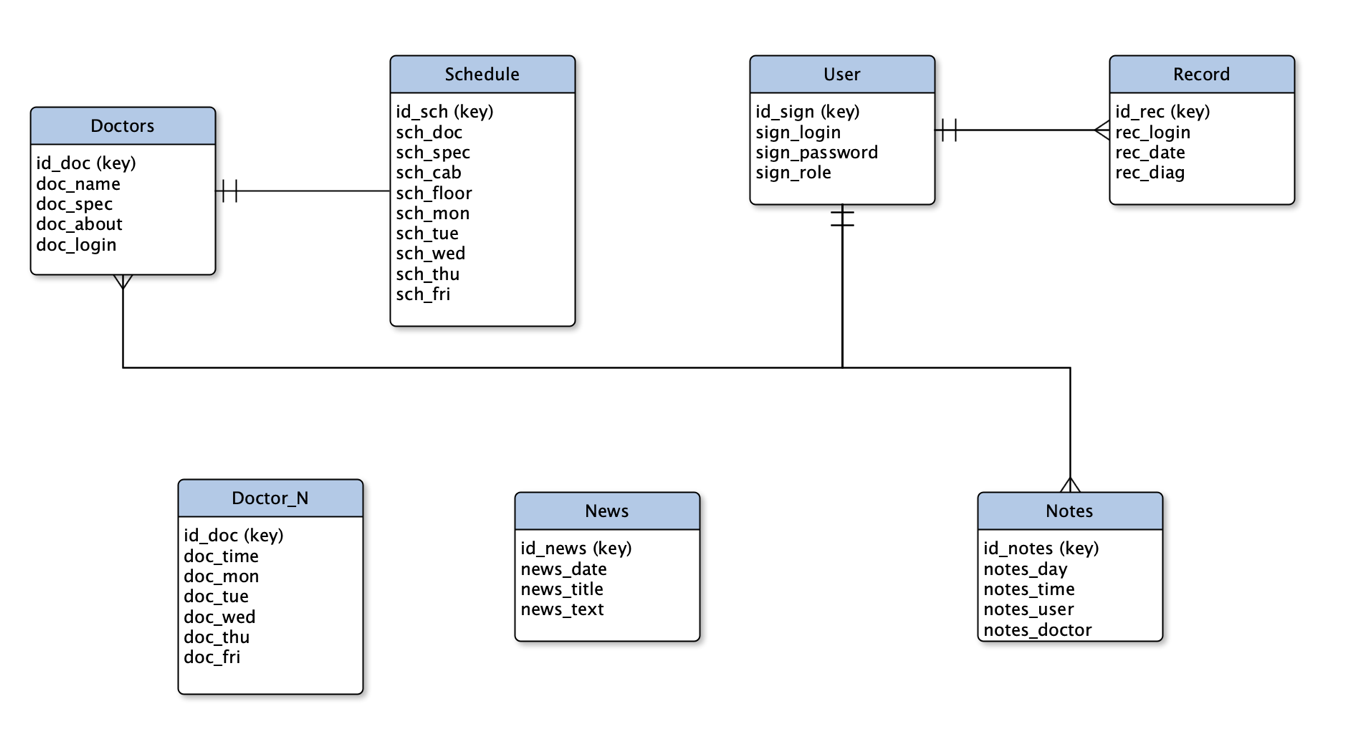 Doctors
id_doc (key)
doc_name
doc_spec
doc_about
doc_login
Schedule
id_sch (key)
sch_doc
sch_spec
sch_cab
sch_floor
sch_mon
sch_tue
sch_wed
sch_thu
sch_fri
User
id_sign (key)
sign_login
sign_password
sign_role
Record
id_rec (key)
rec_login
rec_date
rec_diag
Doctor_N
id_doc (key)
doc_time
doc_mon
doc_tue
doc_wed
doc_thu
doc_fri
News
id_news (key)
news_date
news_title
news_text
Notes
id_notes (key)
notes_day
notes_time
notes_user
notes_doctor